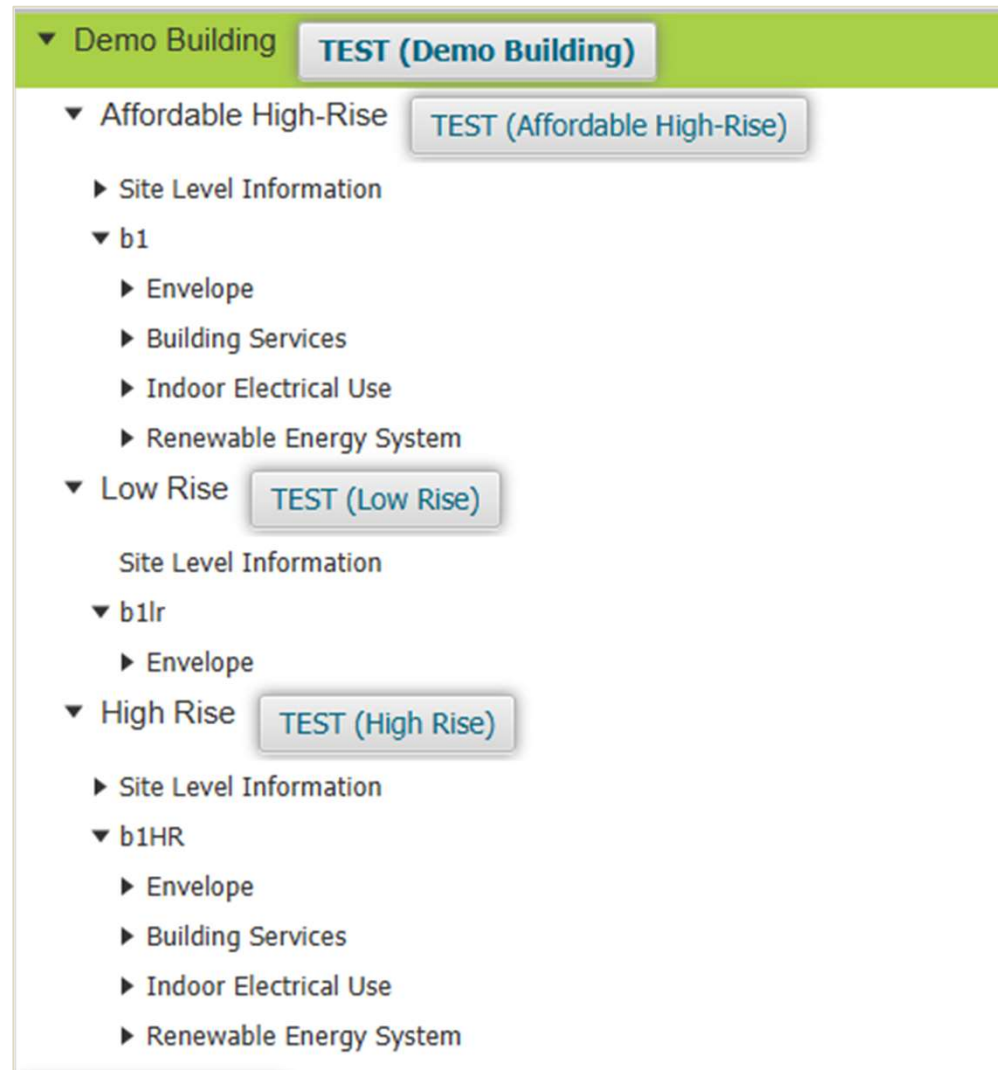 Demo Building TEST (Demo Building)
Affordable High-Rise TEST (Affordable High-Rise)
Site Level Information
b1
Envelope
Building Services
Indoor Electrical Use
Renewable Energy System
Low Rise TEST (Low Rise)
Site Level Information
b1lr
Envelope
High Rise TEST (High Rise)
Site Level Information
b1HR
Envelope
Building Services
Indoor Electrical Use
Renewable Energy System